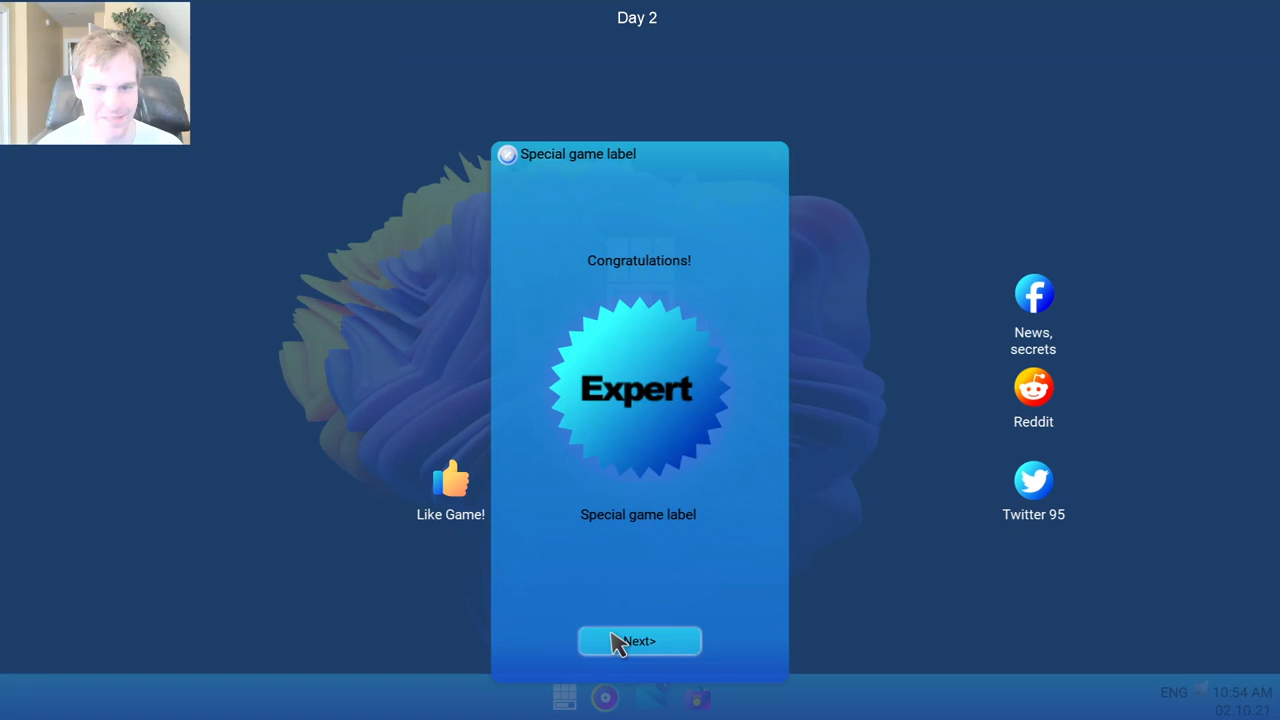 Day 2
Special game label
Congratulations!
Expert
Special game label
Next>
Like Game!
News,
secrets
Reddit
Twitter 95
ENG
10:54 AM
02.10.21